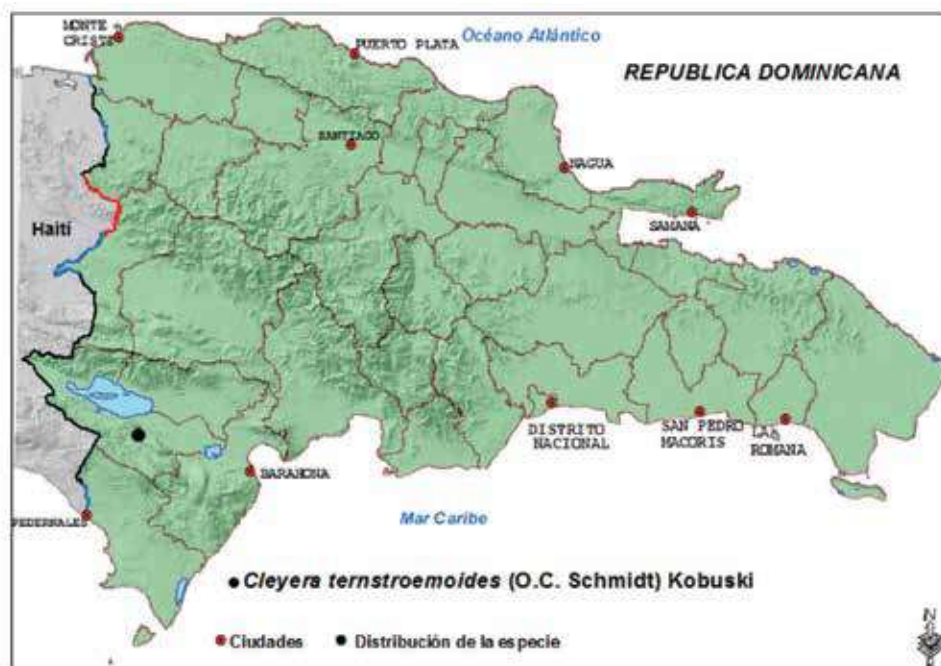 MONTE
CRISTI
PUERTO PLATA
Océano Atlántico
REPUBLICA DOMINICANA
SANTIAGO
NAGUA
SAMANA
Haití
DISTRITO
NACIONAL
SAN PEDRO
MACORIS
LA
ROMANA
BARAHONA
PEDERNALES
Mar Caribe
Cleyera ternstroemoides (O.C. Schmidt) Kobuski
Ciudades
Distribución de la especie
N